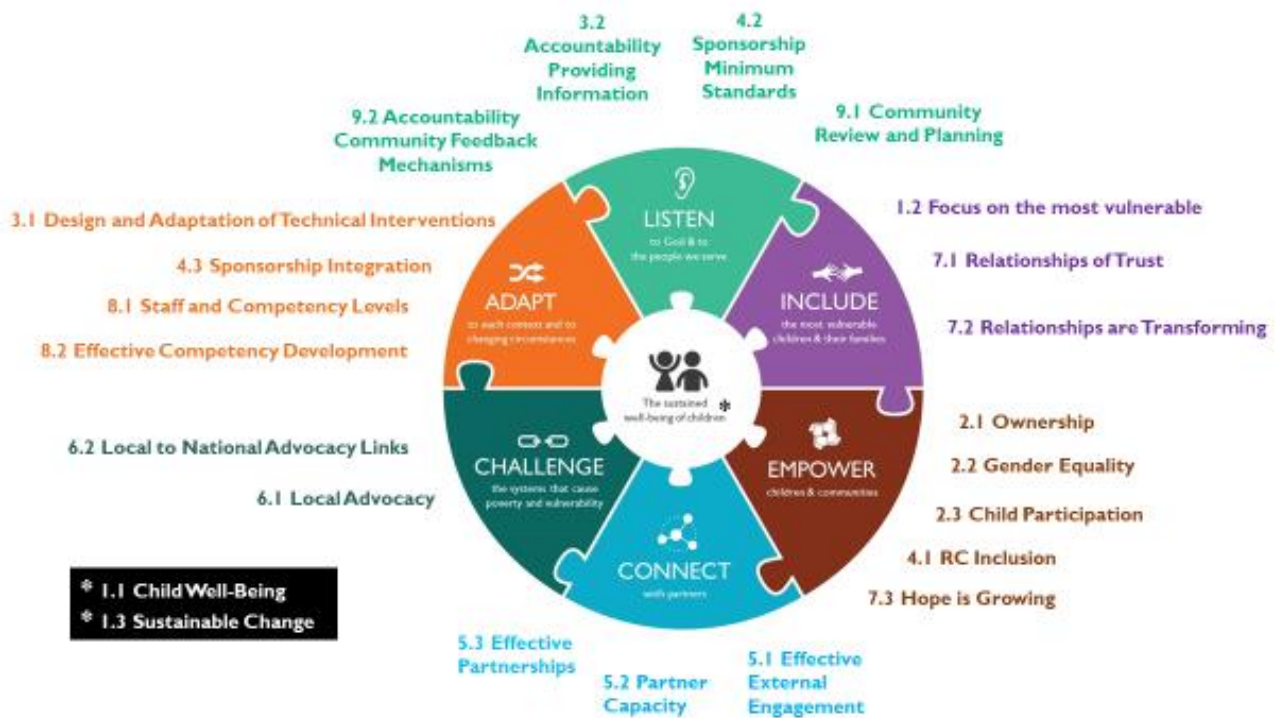 3.2
Accountability
Providing
Information
4.2
Sponsorship
Minimum
Standards
9.2 Accountability
Community Feedback
Mechanisms
9.1 Community
Review and Planning
3.1 Design and Adaptation of Technical Interventions
4.3 Sponsorship Integration
8.1 Staff and Competency Levels
8.2 Effective Competency Development
1.2 Focus on the most vulnerable
7.1 Relationships of Trust
7.2 Relationships are Transforming
LISTEN
to God & to
the people we serve
ADAPT
to each context and to
changing circumstances
INCLUDE
the most vulnerable
children & their families
The sustained
well-being of children *
6.2 Local to National Advocacy Links
6.1 Local Advocacy
CHALLENGE
the systems that cause
poverty and vulnerability
EMPOWER
children & communities
CONNECT
with partners
2.1 Ownership
2.2 Gender Equality
2.3 Child Participation
4.1 RC Inclusion
7.3 Hope is Growing
* 1.1 Child Well-Being
* 1.3 Sustainable Change
5.3 Effective
Partnerships
5.2 Partner
Capacity
5.1 Effective
External
Engagement